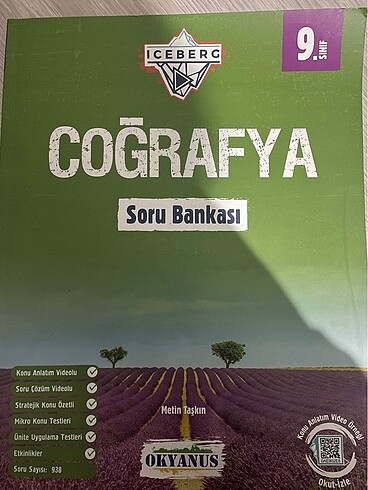 ICEBERG
9.
SINIF
COĞRAFYA
Soru Bankası
Konu Anlatım Videolu
Soru Çözüm Videolu
Stratejik Konu Özetli
Mikro Konu Testleri
Ünite Uygulama Testleri
Etkinlikler
Soru Sayısı: 938
Metin Taşkın
OKYANUS
Konu Anlatım Video Örneği
Okut-İzle